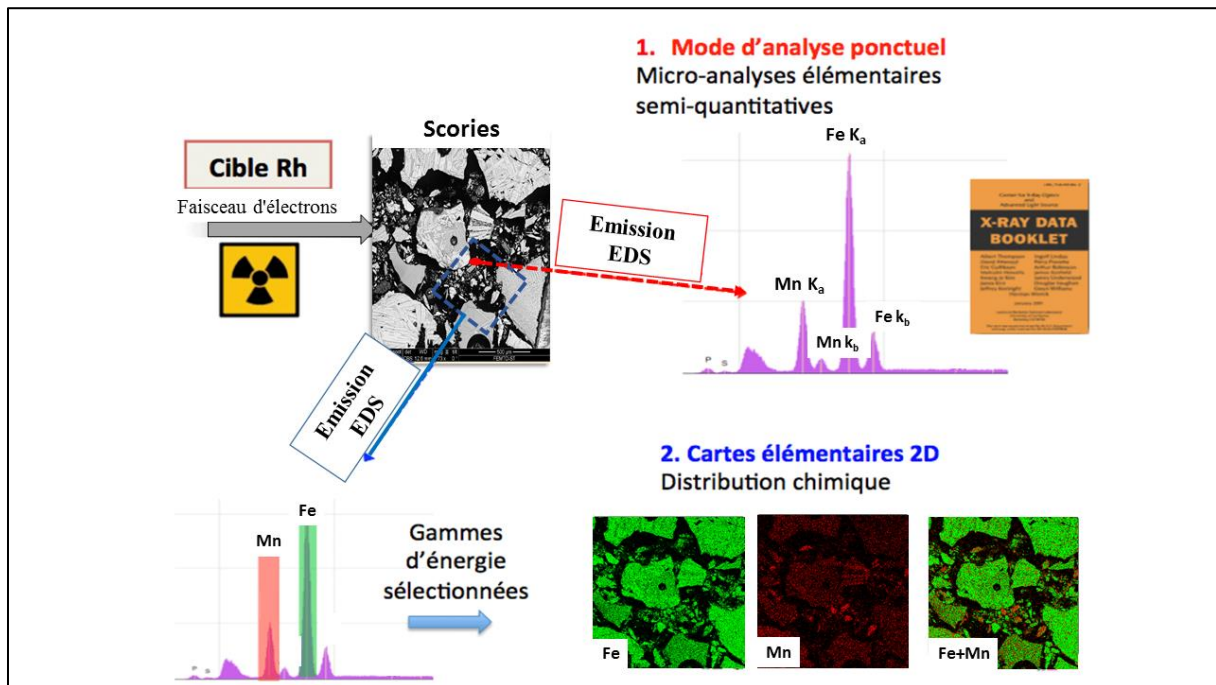 1. Mode d'analyse ponctuel
Micro-analyses élémentaires
semi-quantitatives
Scories
Cible Rh
Faisceau d'électrons
Emission
EDS
Fe Ka
Mn Ka
Fe kb
Mn kb
P
S
X-RAY DATA
BOOKLET
Emission
EDS
2. Cartes élémentaires 2D
Distribution chimique
Fe
Mn
P
S
Gammes
d'énergie
sélectionnées
Fe
Mn
Fe+Mn